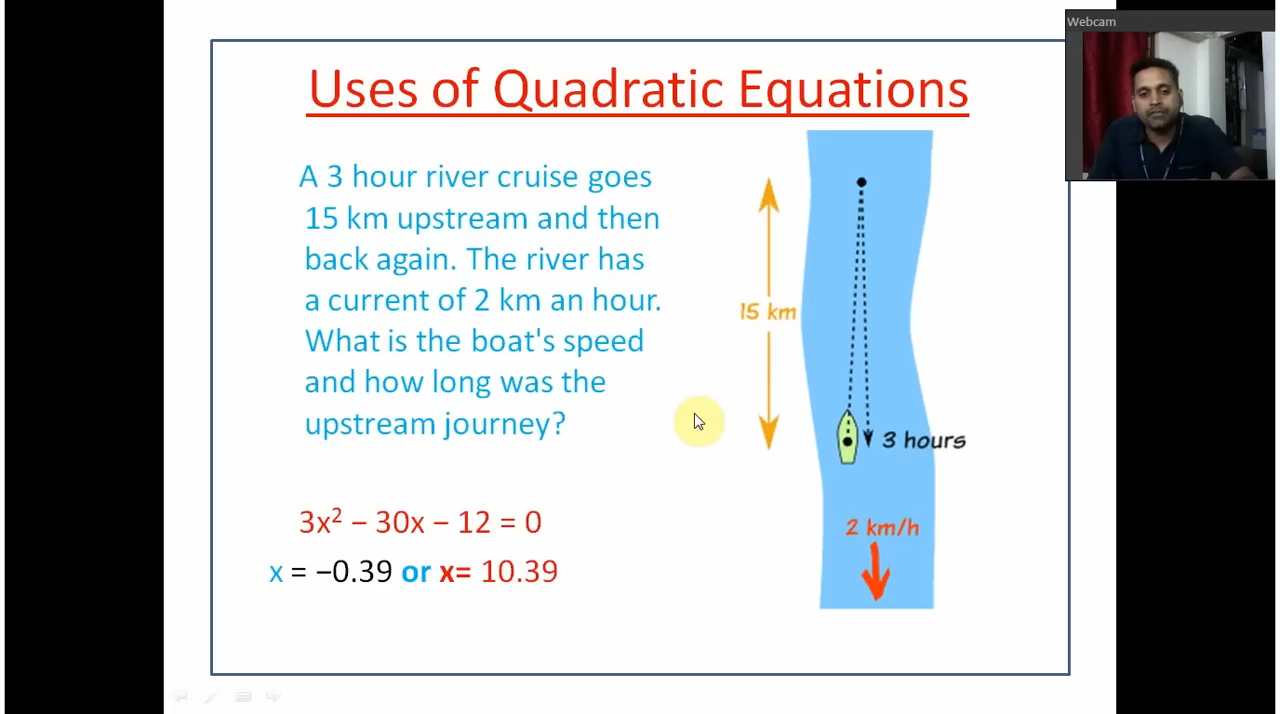 Webcam
Uses of Quadratic Equations
A 3 hour river cruise goes
15 km upstream and then
back again. The river has
a current of 2 km an hour.
What is the boat's speed
and how long was the
upstream journey?
15 km
3 hours
2 km/h
3x² − 30x − 12 = 0
x = −0.39 or x= 10.39